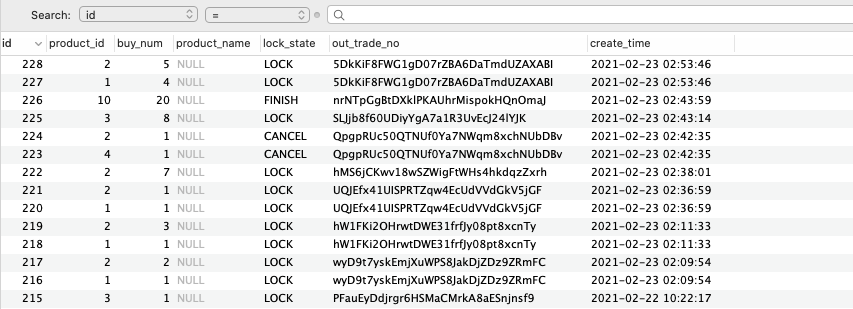 Search: id =
id product_id buy_num product_name lock_state out_trade_no create_time
228 2 5 NULL LOCK 5DkKiF8FWG1gD07rZBA6DaTmdUZAXABI 2021-02-23 02:53:46
227 1 4 NULL LOCK 5DkKiF8FWG1gD07rZBA6DaTmdUZAXABI 2021-02-23 02:53:46
226 10 20 NULL FINISH nrNTpGgBtDXklPKAUhrMispokHQnOmaJ 2021-02-23 02:43:59
225 3 8 NULL LOCK SLJjb8f60UDiyYgA7a1R3UvEcJ24lYJK 2021-02-23 02:43:14
224 2 1 NULL CANCEL QpgpRUc50QTNUf0Ya7NWqm8xchNUbDBv 2021-02-23 02:42:35
223 4 1 NULL CANCEL QpgpRUc50QTNUf0Ya7NWqm8xchNUbDBv 2021-02-23 02:42:35
222 2 7 NULL LOCK hMS6jCKwv18wSZWigFtWHs4hkdqzZxrh 2021-02-23 02:38:01
221 2 1 NULL LOCK UQJEfx41UISPRTZqw4EcUdVVdGkV5jGF 2021-02-23 02:36:59
220 1 1 NULL LOCK UQJEfx41UISPRTZqw4EcUdVVdGkV5jGF 2021-02-23 02:36:59
219 2 3 NULL LOCK hW1FKi2OHrwtDWE31frfJy08pt8xcnTy 2021-02-23 02:11:33
218 1 1 NULL LOCK hW1FKi2OHrwtDWE31frfJy08pt8xcnTy 2021-02-23 02:11:33
217 2 2 NULL LOCK wyD9t7yskEmjXuWPS8JakDjZDz9ZRmFC 2021-02-23 02:09:54
216 1 1 NULL LOCK wyD9t7yskEmjXuWPS8JakDjZDz9ZRmFC 2021-02-23 02:09:54
215 3 1 NULL LOCK PFauEyDdjrgr6HSMaCMrkA8aESnjnsf9 2021-02-22 10:22:17